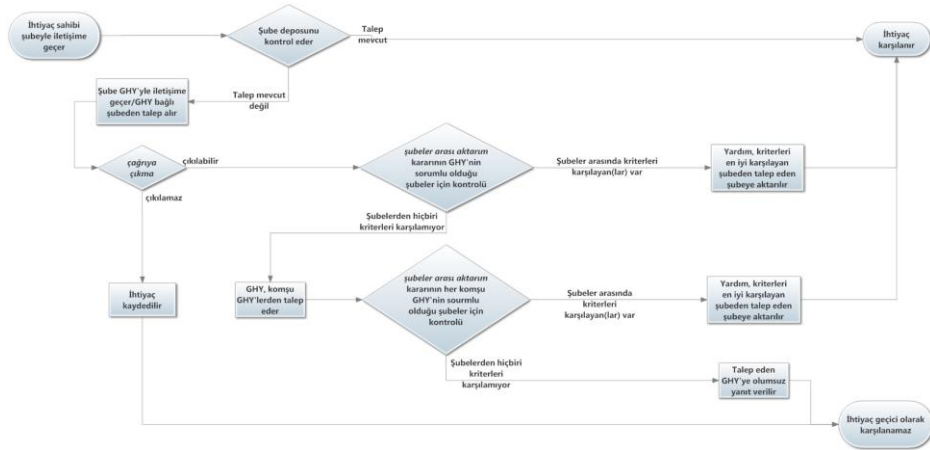 İhtiyaç sahibi
şubeyle iletişime
geçer
Şube deposunu
kontrol eder
Talep
mevcut
İhtiyaç
karşılanır
Talep mevcut
değil
Şube GHY'yle iletişime
geçer/GHY bağlı
şubeden talep alır
çağrıya
çıkma
çıkılabilir
çıkılamaz
şubeler arası aktarım
kararının GHY'nin
sorumlu olduğu
şubeler için kontrolü
Şubeler arasında kriterleri
karşılayan(lar) var
Yardım, kriterleri
en iyi karşılayan
şubeden talep eden
şubeye aktarılır
Şubelerden hiçbiri
kriterleri karşılamıyor
İhtiyaç
kaydedilir
GHY, komşu
GHY'lerden talep
eder
şubeler arası aktarım
kararının her komşu
GHY'nin sourmlu
olduğu şubeler için
kontrolü
Şubeler arasında
kriterleri
karşılayan(lar) var
Yardım, kriterleri
en iyi karşılayan
şubeden talep eden
şubeye aktarılır
Şubelerden hiçbiri
kriterleri
karşılamıyor
Talep eden
GHY'ye olumsuz
yanıt verilir
İhtiyaç geçici olarak
karşılanamaz